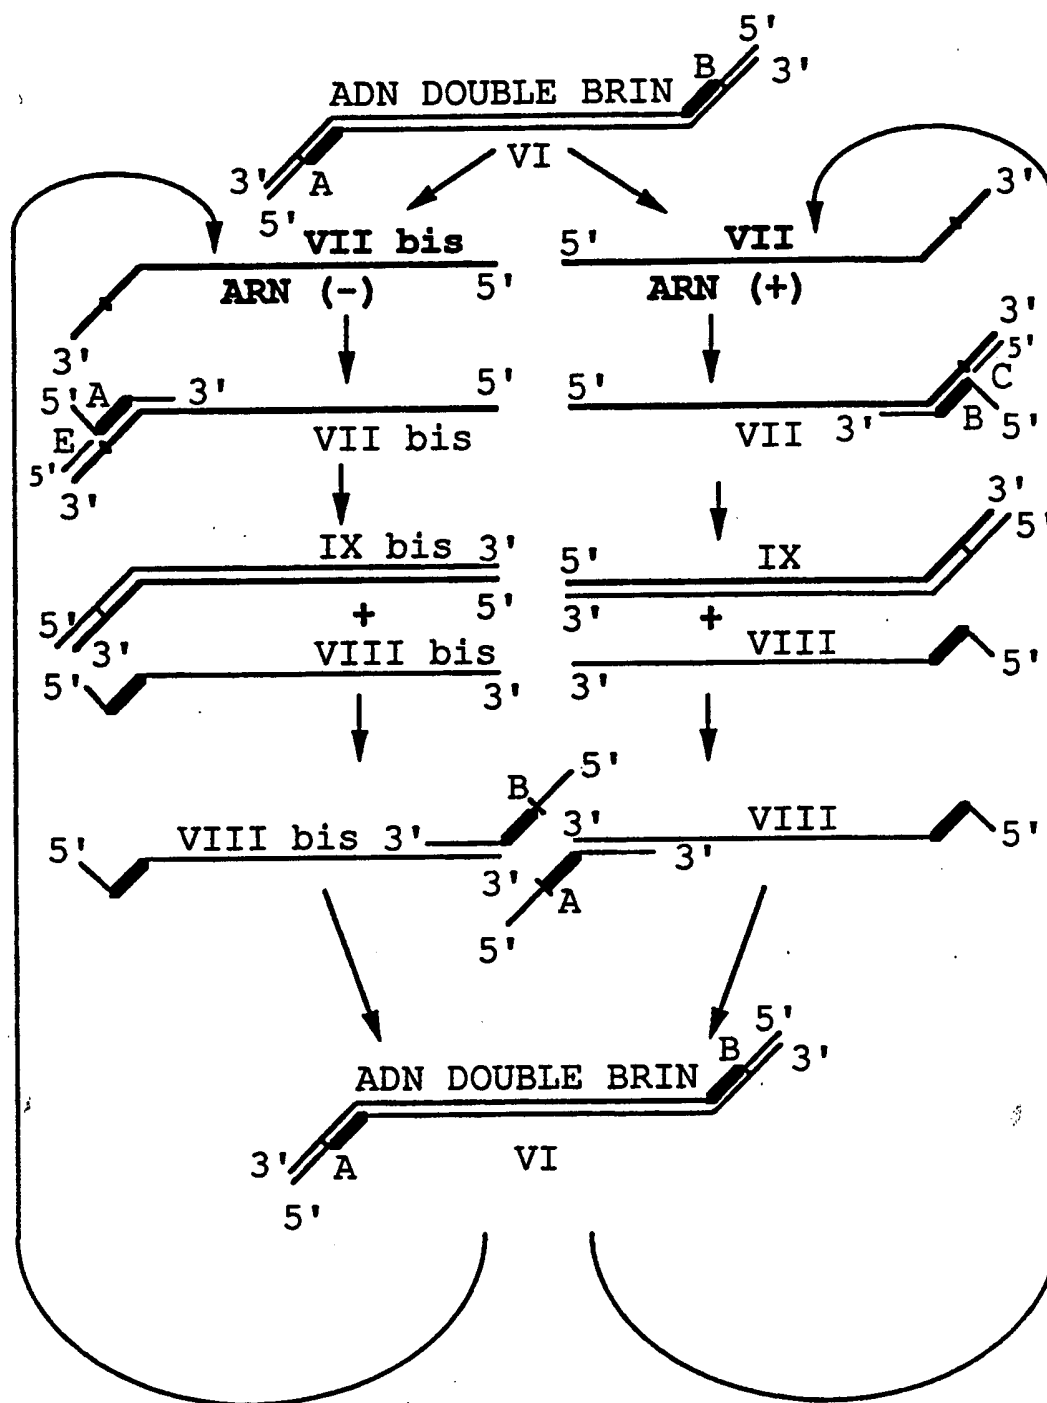 5'
B 3'
ADN DOUBLE BRIN
3' A VI
5'
3'
VII bis 5' VII
ARN (-) 5' ARN (+)
3'
3'
5' A 3' 5' 5' 5'
C
E VII bis VII 3' B 5'
5'
3'
3'
IX bis 3' 5' IX 5'
5' 3' 5' + 3' +
VIII bis VIII
5' 3' 3' 5'
5'
B
VIII bis 3' 3' VIII
5' 3' 3' 5'
A
5'
5'
B 3'
ADN DOUBLE BRIN
3' A VI
5'